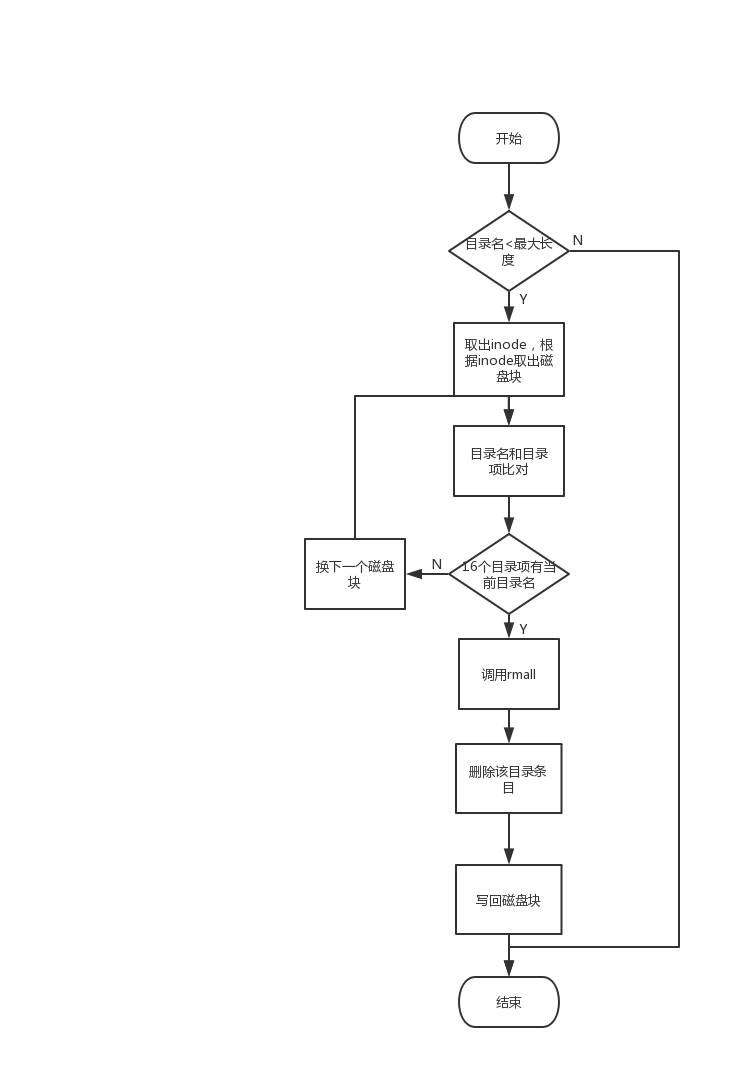 开始
目录名<最大长
度
N
Y
取出inode，根
据inode取出磁
盘块
目录名和目录
项比对
16个目录项有当
前目录名
N
换下一个磁盘
块
Y
调用rmall
删除该目录条
目
写回磁盘块
结束